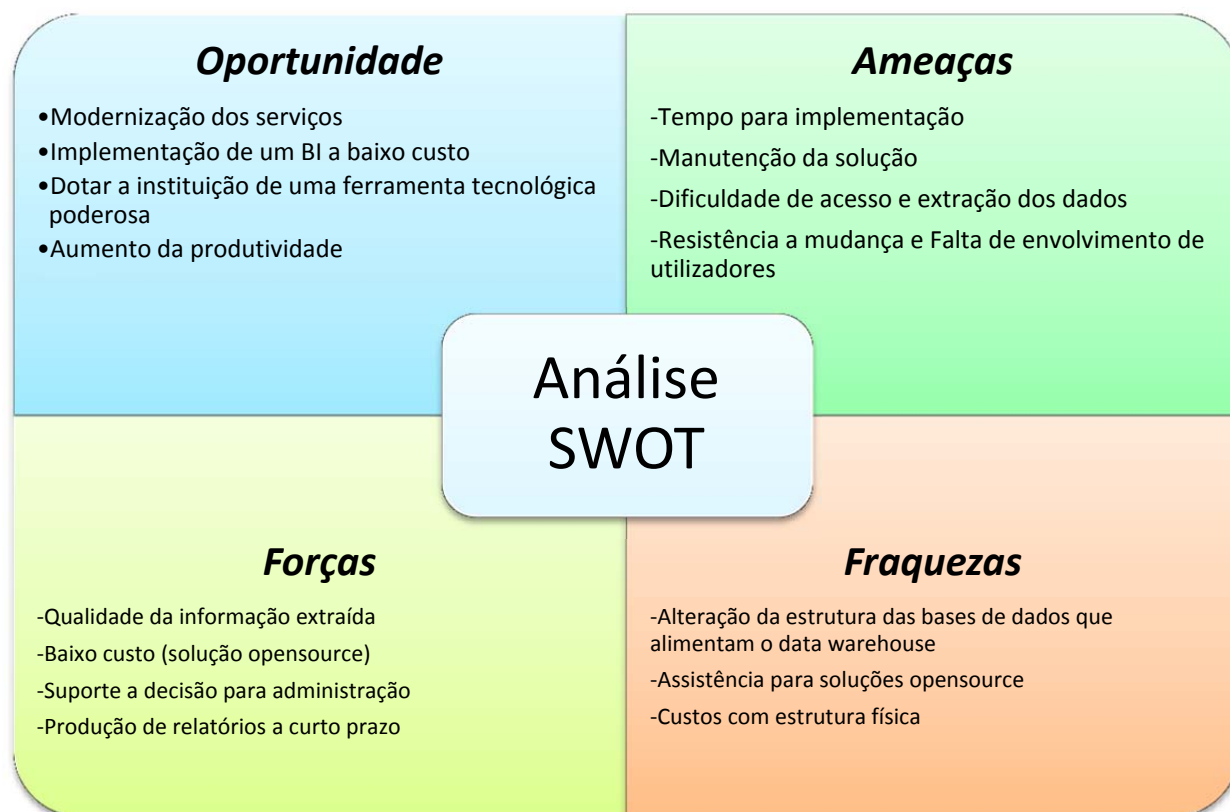 Oportunidade
•Modernização dos serviços
•Implementação de um BI a baixo custo
•Dotar a instituição de uma ferramenta tecnológica
poderosa
•Aumento da produtividade
Ameaças
-Tempo para implementação
-Manutenção da solução
-Dificuldade de acesso e extração dos dados
-Resistência a mudança e Falta de envolvimento de
utilizadores
Análise
SWOT
Forças
-Qualidade da informação extraída
-Baixo custo (solução opensource)
-Suporte a decisão para administração
-Produção de relatórios a curto prazo
Fraquezas
-Alteração da estrutura das bases de dados que
alimentam o data warehouse
-Assistência para soluções opensource
-Custos com estrutura física